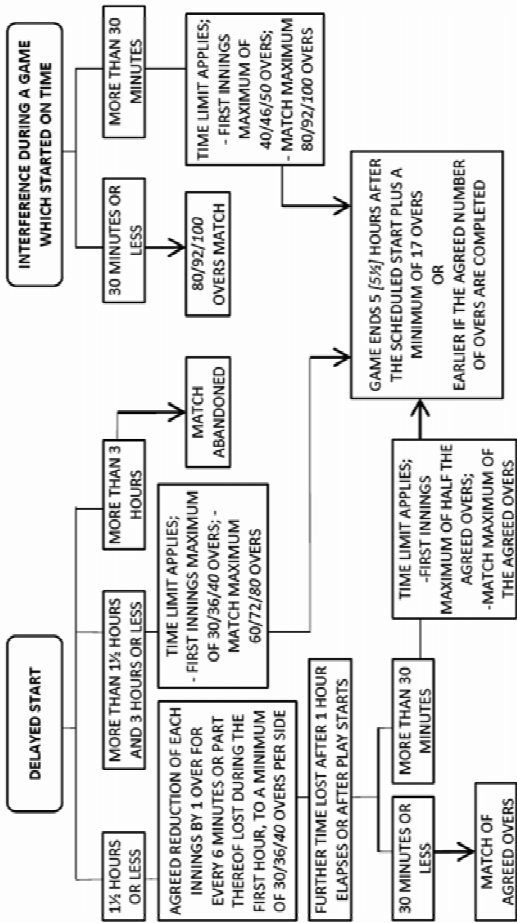 DELAYED START
1½ HOURS
OR LESS
AGREED REDUCTION OF EACH
INNINGS BY 1 OVER FOR
EVERY 6 MINUTES OR PART
THEREOF LOST DURING THE
FIRST HOUR, TO A MINIMUM
OF 30/36/40 OVERS PER SIDE
FURTHER TIME LOST AFTER 1 HOUR
ELAPSES OR AFTER PLAY STARTS
30 MINUTES OR
LESS
MATCH OF
AGREED OVERS
MORE THAN 30
MINUTES
TIME LIMIT APPLIES;
-FIRST INNINGS
MAXIMUM OF HALF THE
AGREED OVERS;
-MATCH MAXIMUM OF
THE AGREED OVERS
MORE THAN 1½ HOURS
AND 3 HOURS OR LESS
TIME LIMIT APPLIES;
- FIRST INNINGS MAXIMUM
OF 30/36/40 OVERS; -
MATCH MAXIMUM
60/72/80 OVERS
MORE THAN 3
HOURS
MATCH
ABANDONED
INTERFERENCE DURING A GAME
WHICH STARTED ON TIME
30 MINUTES OR
LESS
80/92/100
OVERS MATCH
MORE THAN 30
MINUTES
TIME LIMIT APPLIES;
- FIRST INNINGS
MAXIMUM OF
40/46/50 OVERS;
- MATCH MAXIMUM
80/92/100 OVERS
GAME ENDS 5 [5½] HOURS AFTER
THE SCHEDULED START PLUS A
MINIMUM OF 17 OVERS
OR
EARLIER IF THE AGREED NUMBER
OF OVERS ARE COMPLETED